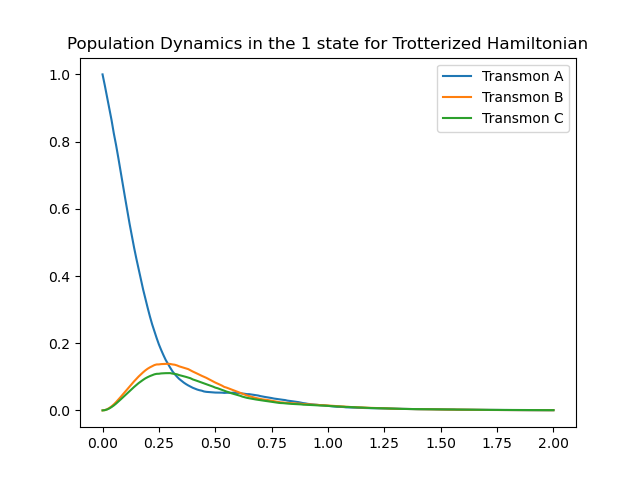 Population Dynamics in the 1 state for Trotterized Hamiltonian
Transmon A
Transmon B
Transmon C
1.0
0.8
0.6
0.4
0.2
0.0
0.00 0.25 0.50 0.75 1.00 1.25 1.50 1.75 2.00